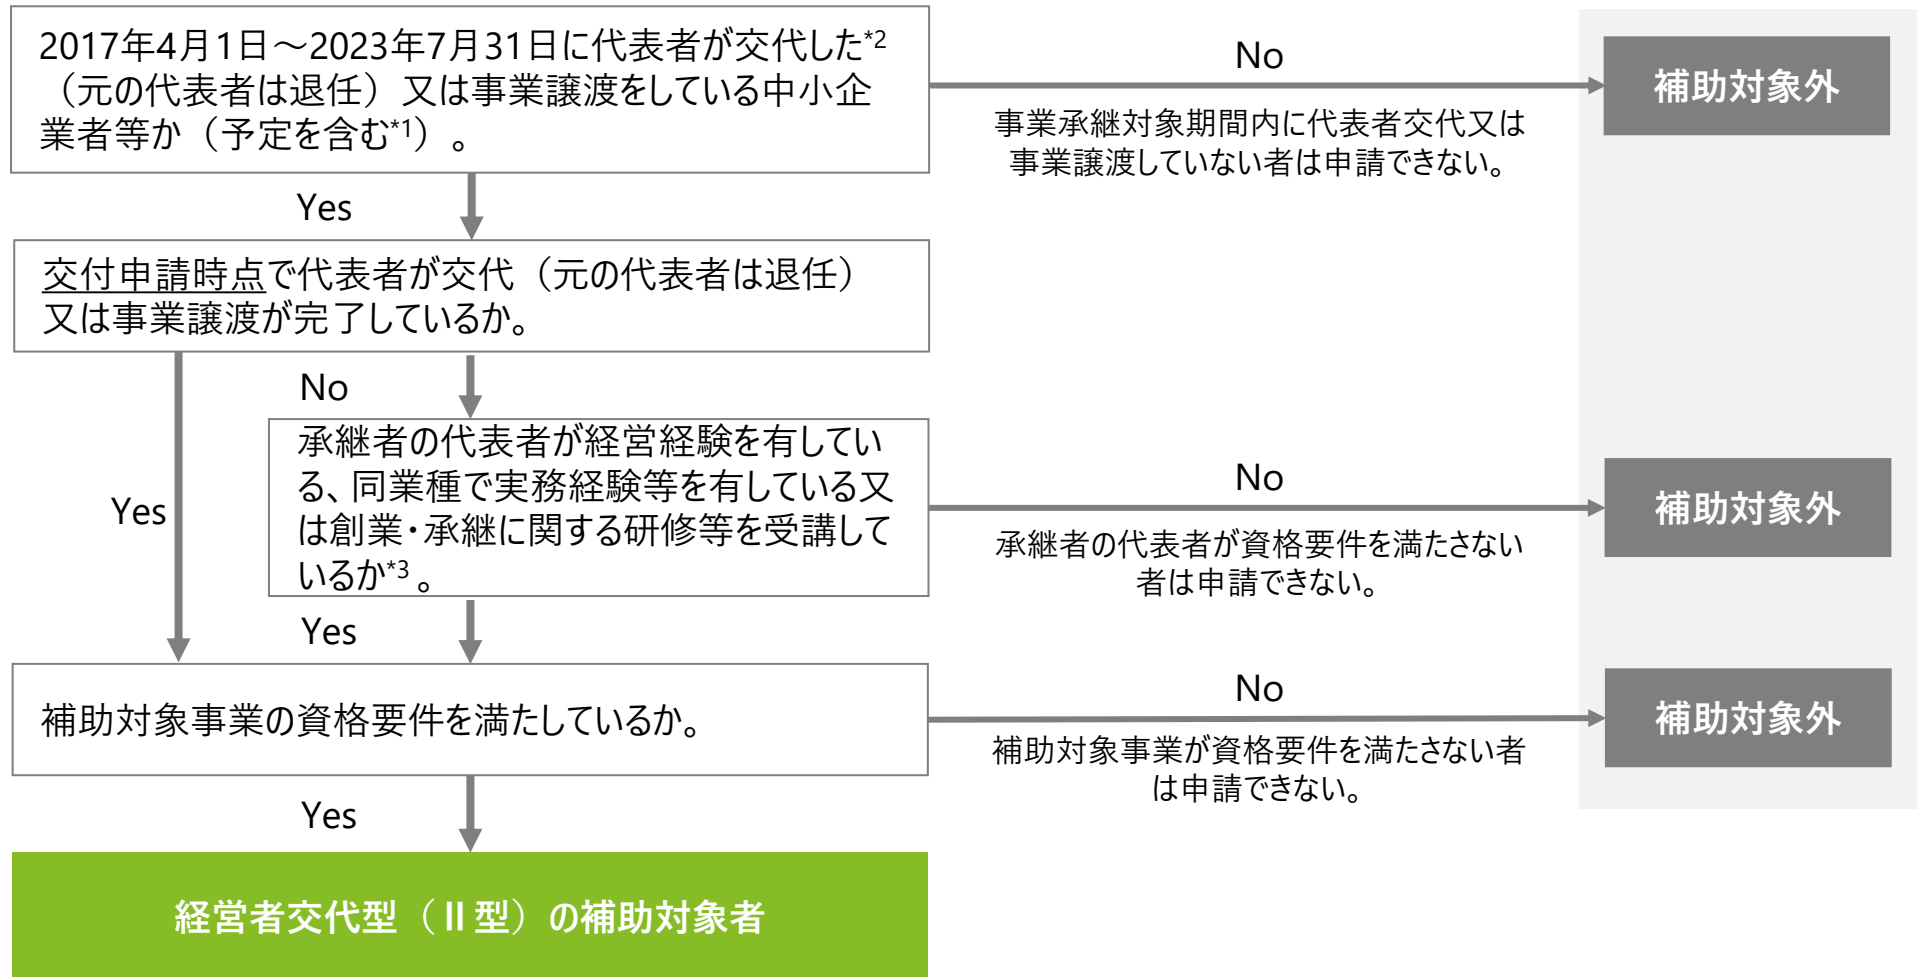 2017年4月1日～2023年7月31日に代表者が交代した*2
（元の代表者は退任）又は事業譲渡をしている中小企
業者等か（予定を含む*1）。
No
補助対象外
事業承継対象期間内に代表者交代又は
事業譲渡していない者は申請できない。
Yes
交付申請時点で代表者が交代（元の代表者は退任）
又は事業譲渡が完了しているか。
No
Yes
承継者の代表者が経営経験を有してい
る、同業種で実務経験等を有している又
は創業・承継に関する研修等を受講して
いるか*3。
No
補助対象外
承継者の代表者が資格要件を満たさない
者は申請できない。
Yes
補助対象事業の資格要件を満たしているか。
No
補助対象外
補助対象事業が資格要件を満たさない者
は申請できない。
Yes
経営者交代型（Ⅱ型）の補助対象者